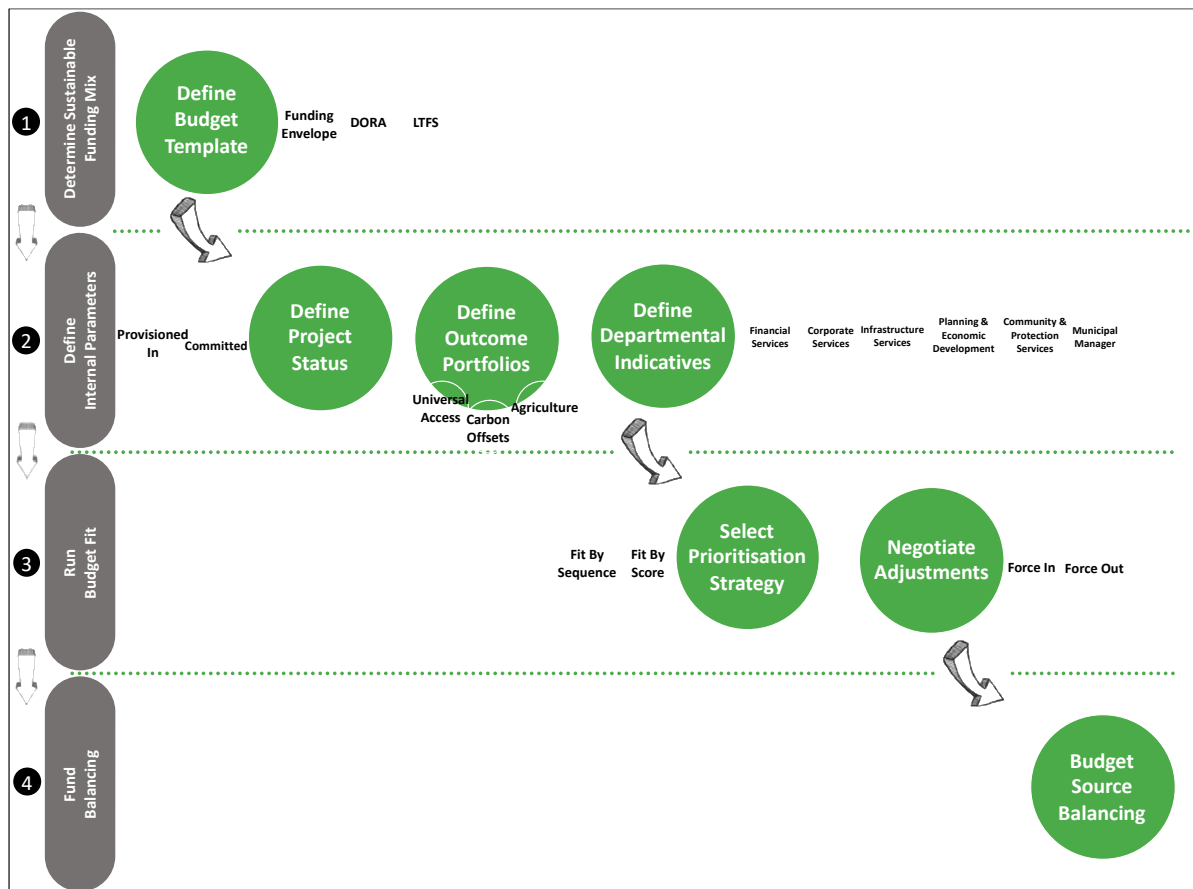 1
Determine Sustainable
Funding Mix
Define
Budget
Template
Funding
Envelope
DORA
LTFS
2
Define
Internal Parameters
Provisioned
In
Committed
Define
Project
Status
Define
Outcome
Portfolios
Universal
Access
Carbon
Offsets
Agriculture
Define
Departmental
Indicatives
Financial
Services
Corporate
Services
Infrastructure
Services
Planning &
Economic
Development
Community &
Protection
Services
Municipal
Manager
3
Run
Budget Fit
Fit By
Sequence
Fit By
Score
Select
Prioritisation
Strategy
Negotiate
Adjustments
Force In
Force Out
4
Fund
Balancing
Budget
Source
Balancing